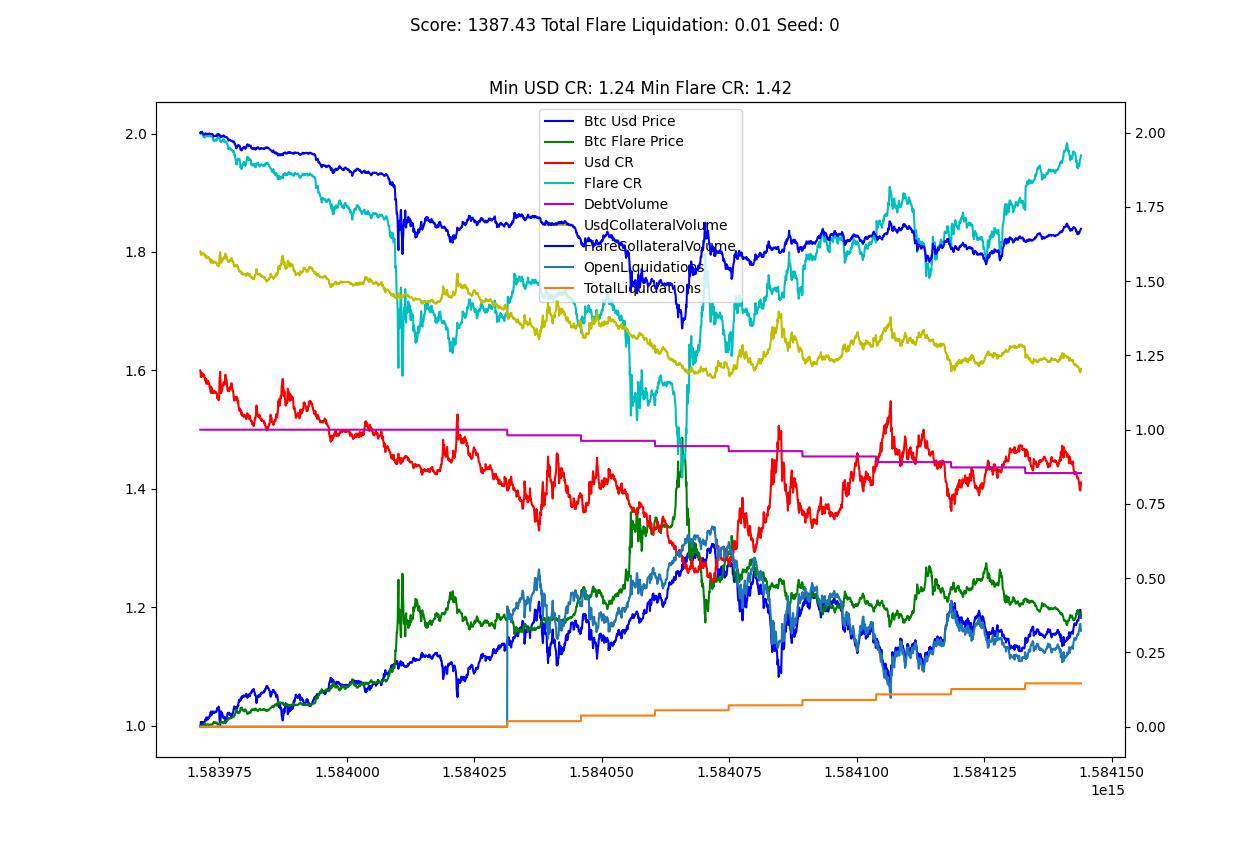 Score: 1387.43 Total Flare Liquidation: 0.01 Seed: 0
Min USD CR: 1.24 Min Flare CR: 1.42
Btc Usd Price
Btc Flare Price
Usd CR
Flare CR
DebtVolume
UsdCollateralVolume
FlareCollateralVolume
OpenLiquidations
TotalLiquidations
2.0
1.8
1.6
1.4
1.2
1.0
2.00
1.75
1.50
1.25
1.00
0.75
0.50
0.25
0.00
1.583975
1.584000
1.584025
1.584050
1.584075
1.584100
1.584125
1.584150
1e15